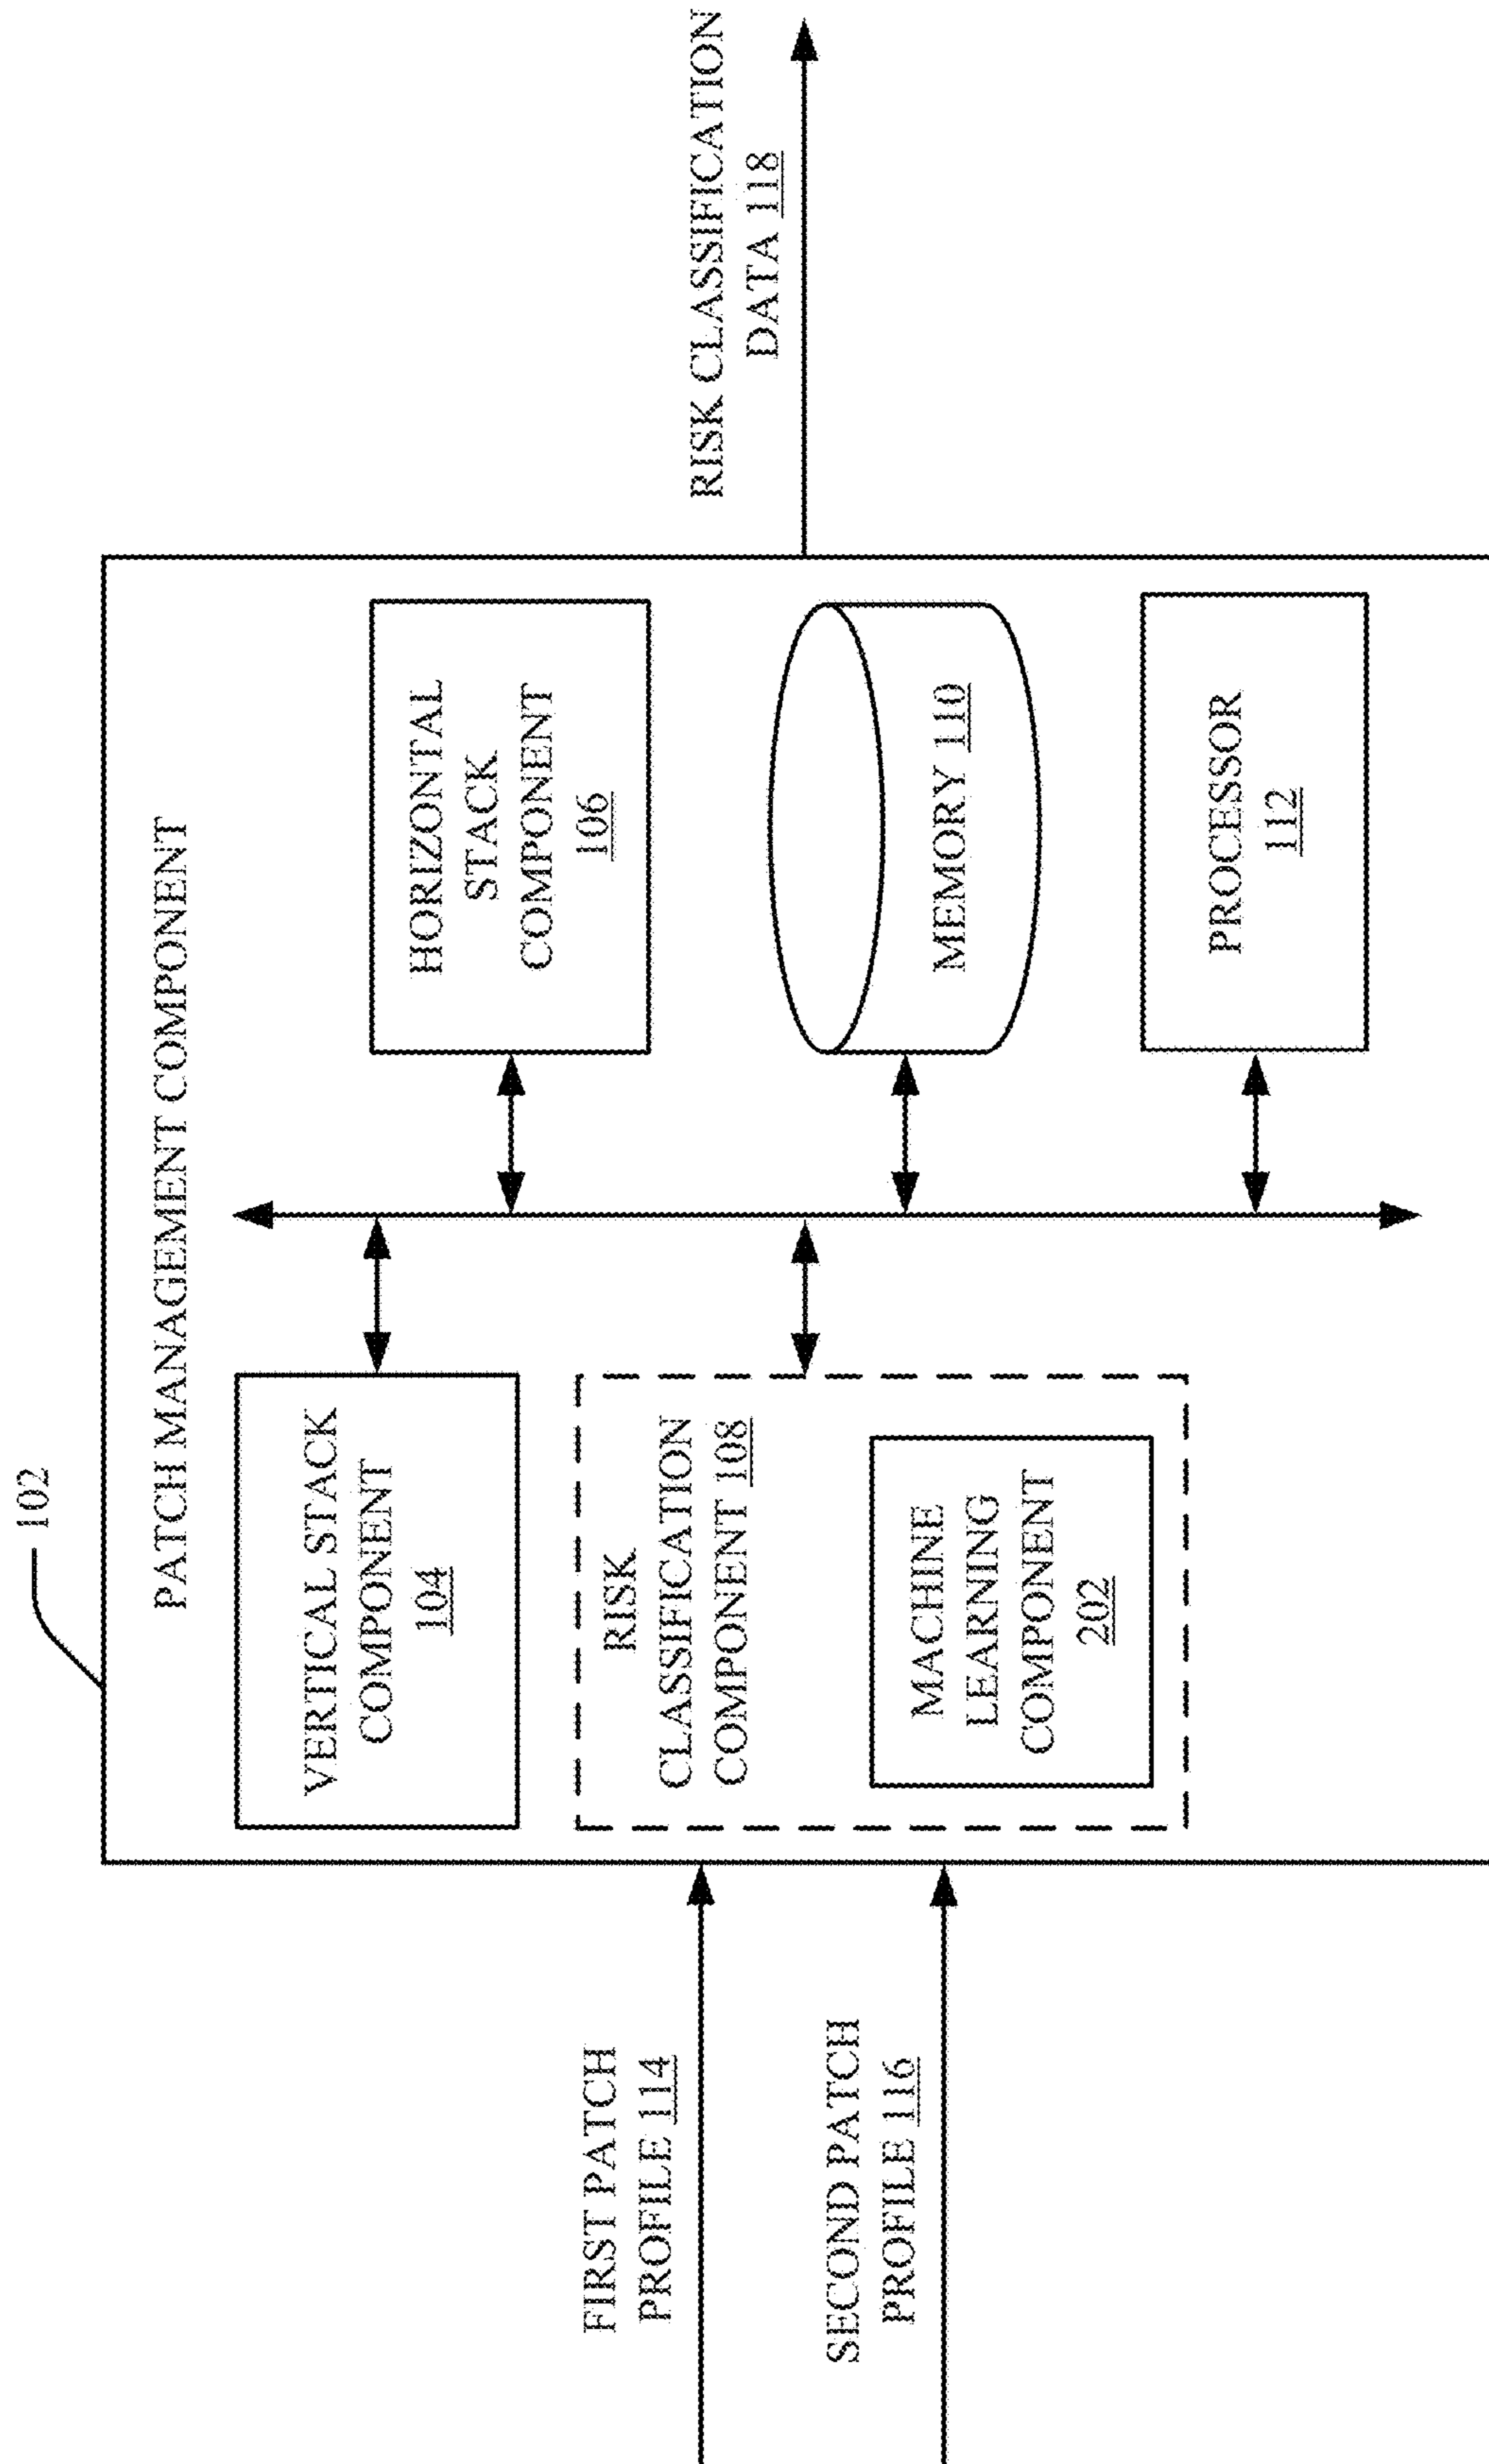 102
PATCH MANAGEMENT COMPONENT
VERTICAL STACK
COMPONENT
104
HORIZONTAL
STACK
COMPONENT
106
FIRST PATCH
PROFILE 114
SECOND PATCH
PROFILE 116
RISK
CLASSIFICATION
COMPONENT 108
MACHINE
LEARNING
COMPONENT
202
MEMORY 110
PROCESSOR
112
RISK CLASSIFICATION
DATA 118